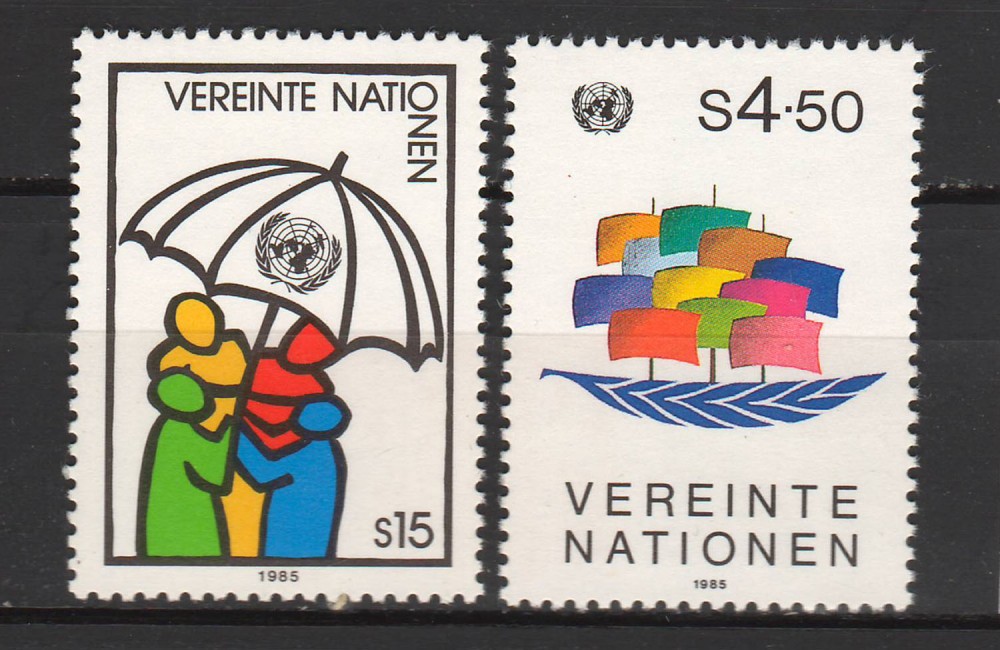 VEREINTE NATIONEN
S15
1985
S4·50
VEREINTE
NATIONEN
1985